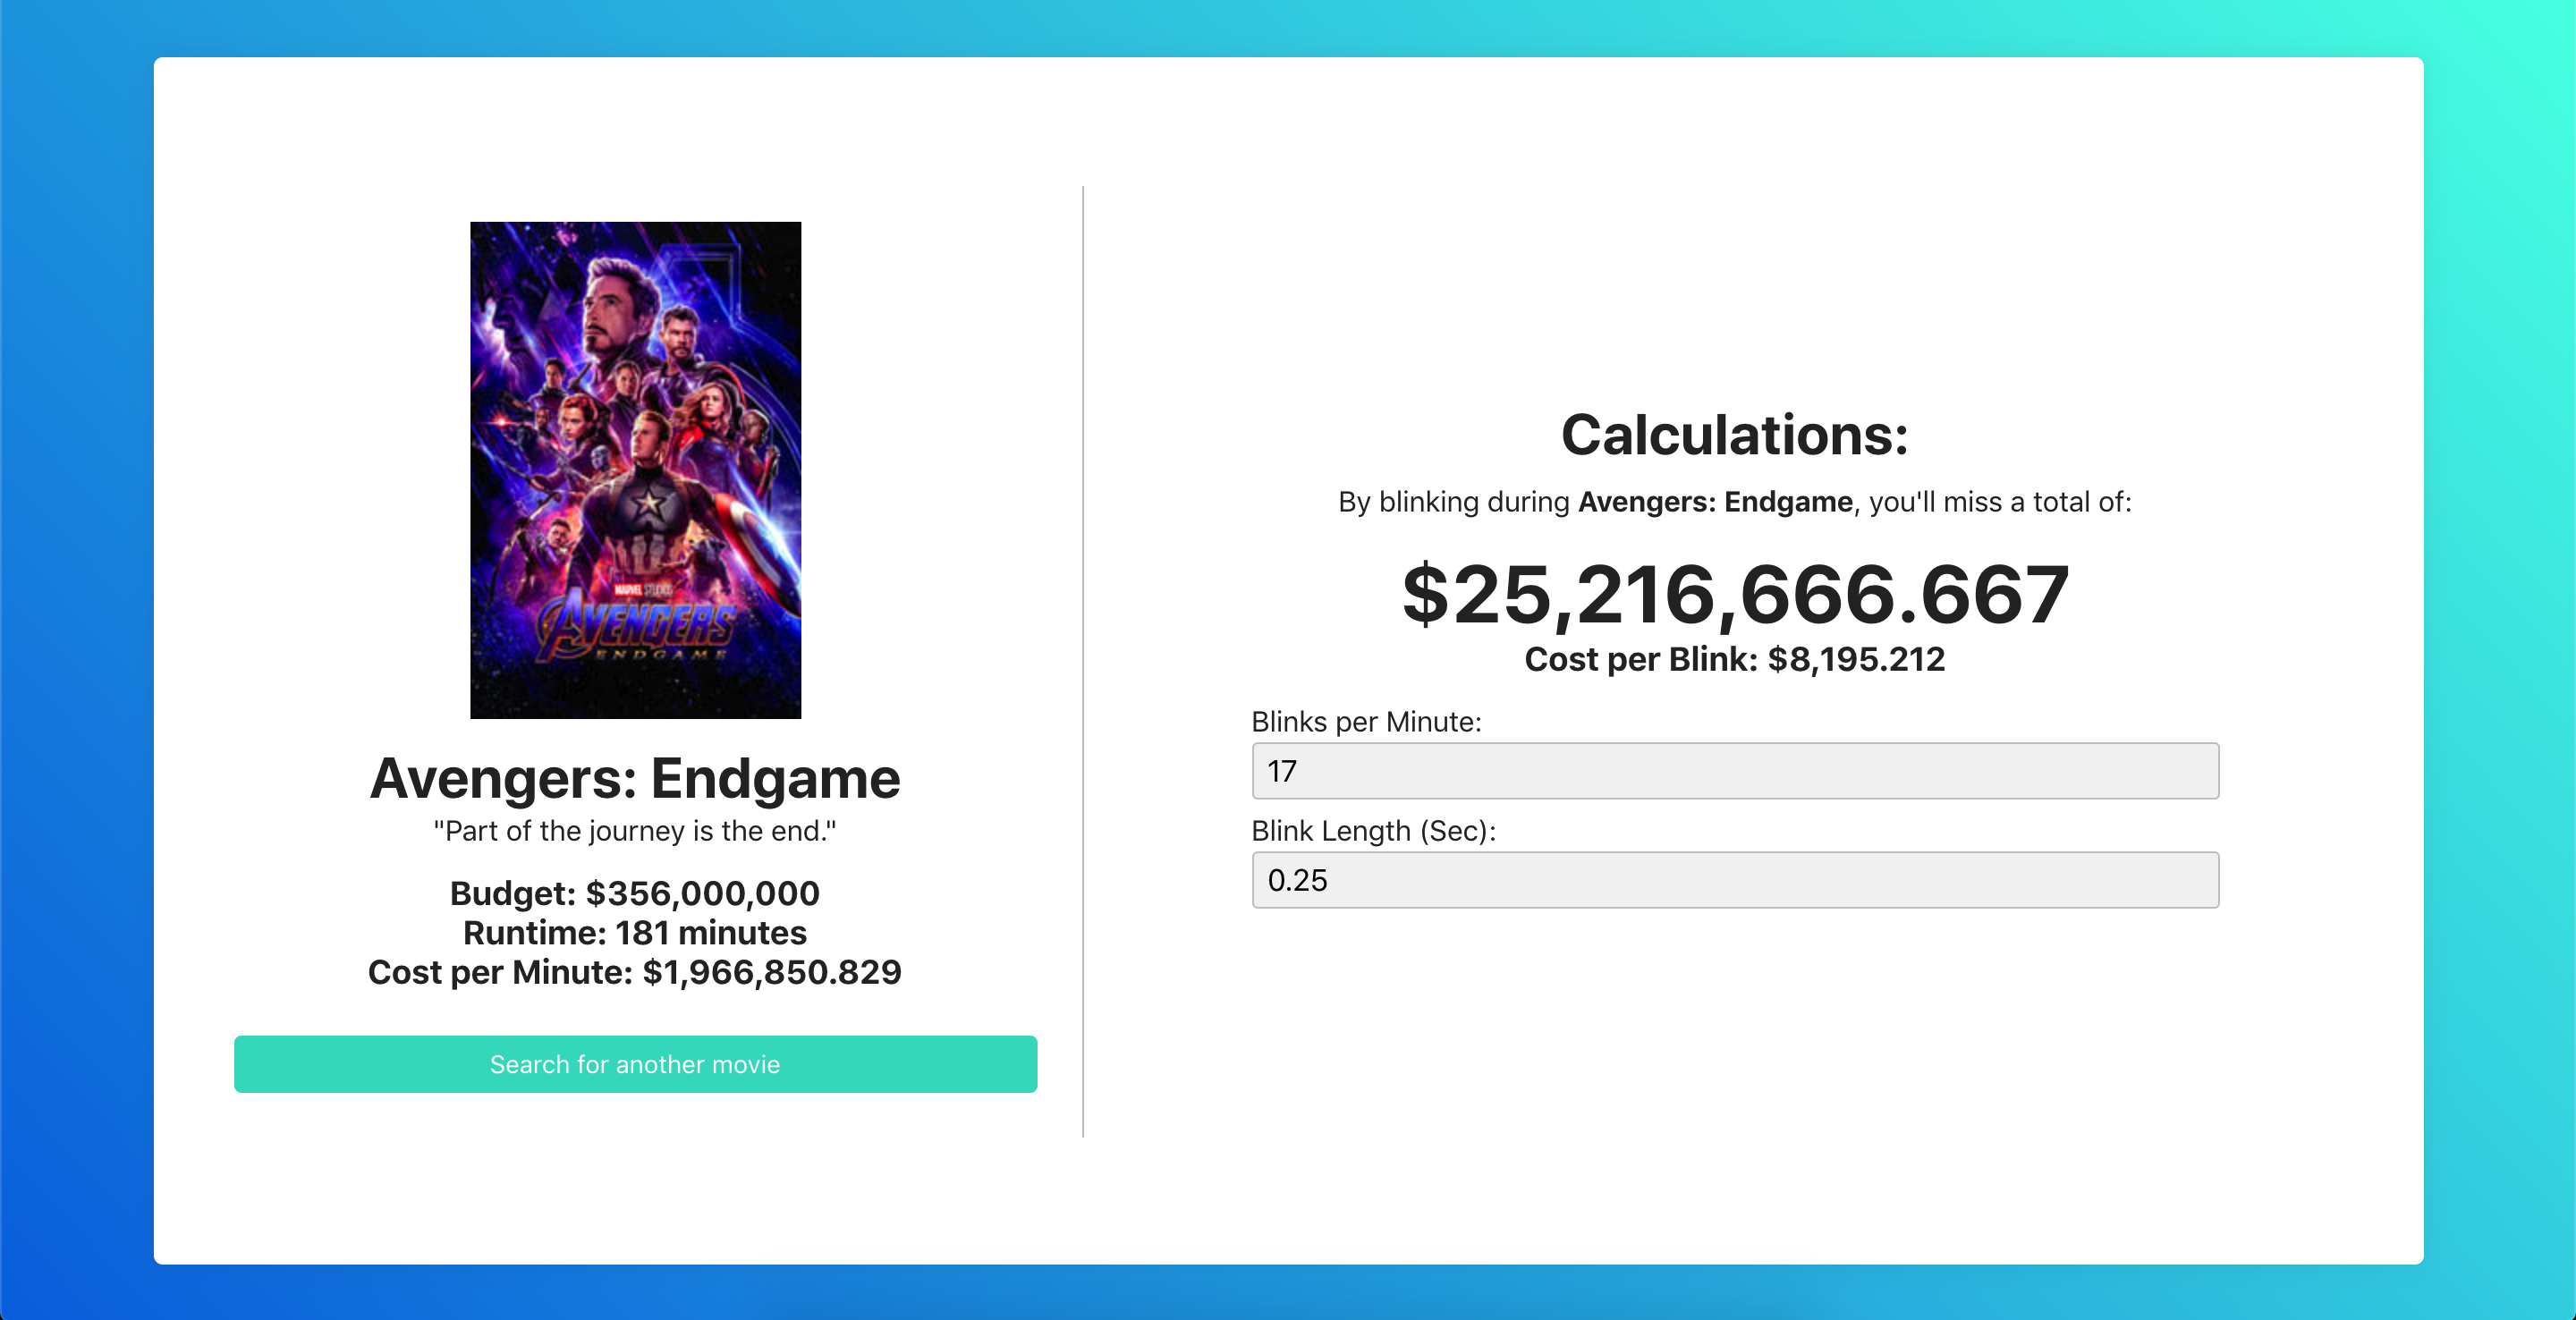 MARVEL STUDIOS
AVENGERS
ENDGAME
Avengers: Endgame
"Part of the journey is the end."
Budget: $356,000,000
Runtime: 181 minutes
Cost per Minute: $1,966,850.829
Search for another movie
Calculations:
By blinking during Avengers: Endgame, you'll miss a total of:
$25,216,666.667
Cost per Blink: $8,195.212
Blinks per Minute:
17
Blink Length (Sec):
0.25